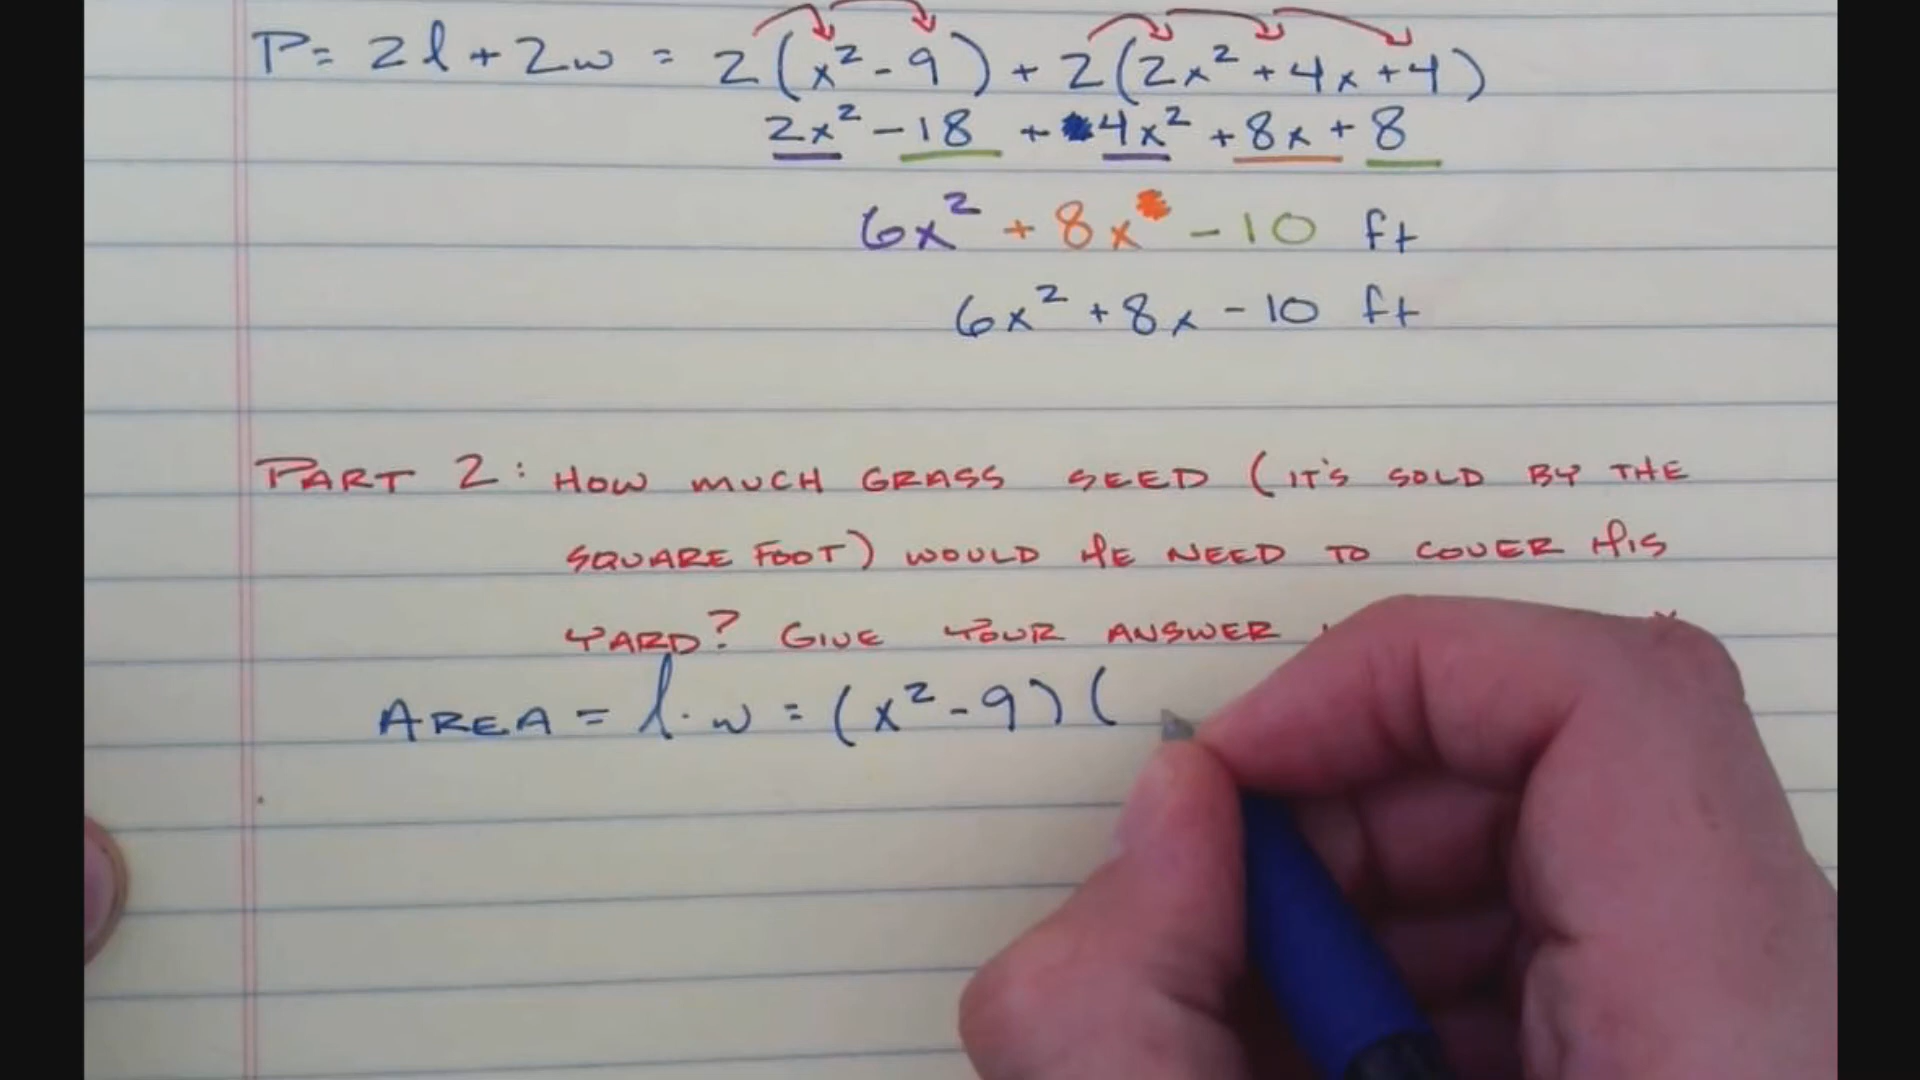 P = 2l + 2w = 2(x² - 9) + 2(2x² + 4x + 4)
2x² - 18 + 4x² + 8x + 8
6x² + 8x - 10 ft
6x² + 8x - 10 ft
PART 2: HOW MUCH GRASS SEED (IT'S SOLD BY THE
SQUARE FOOT) WOULD HE NEED TO COVER HIS
YARD? GIVE YOUR ANSWER
AREA = l · w = (x² - 9)(